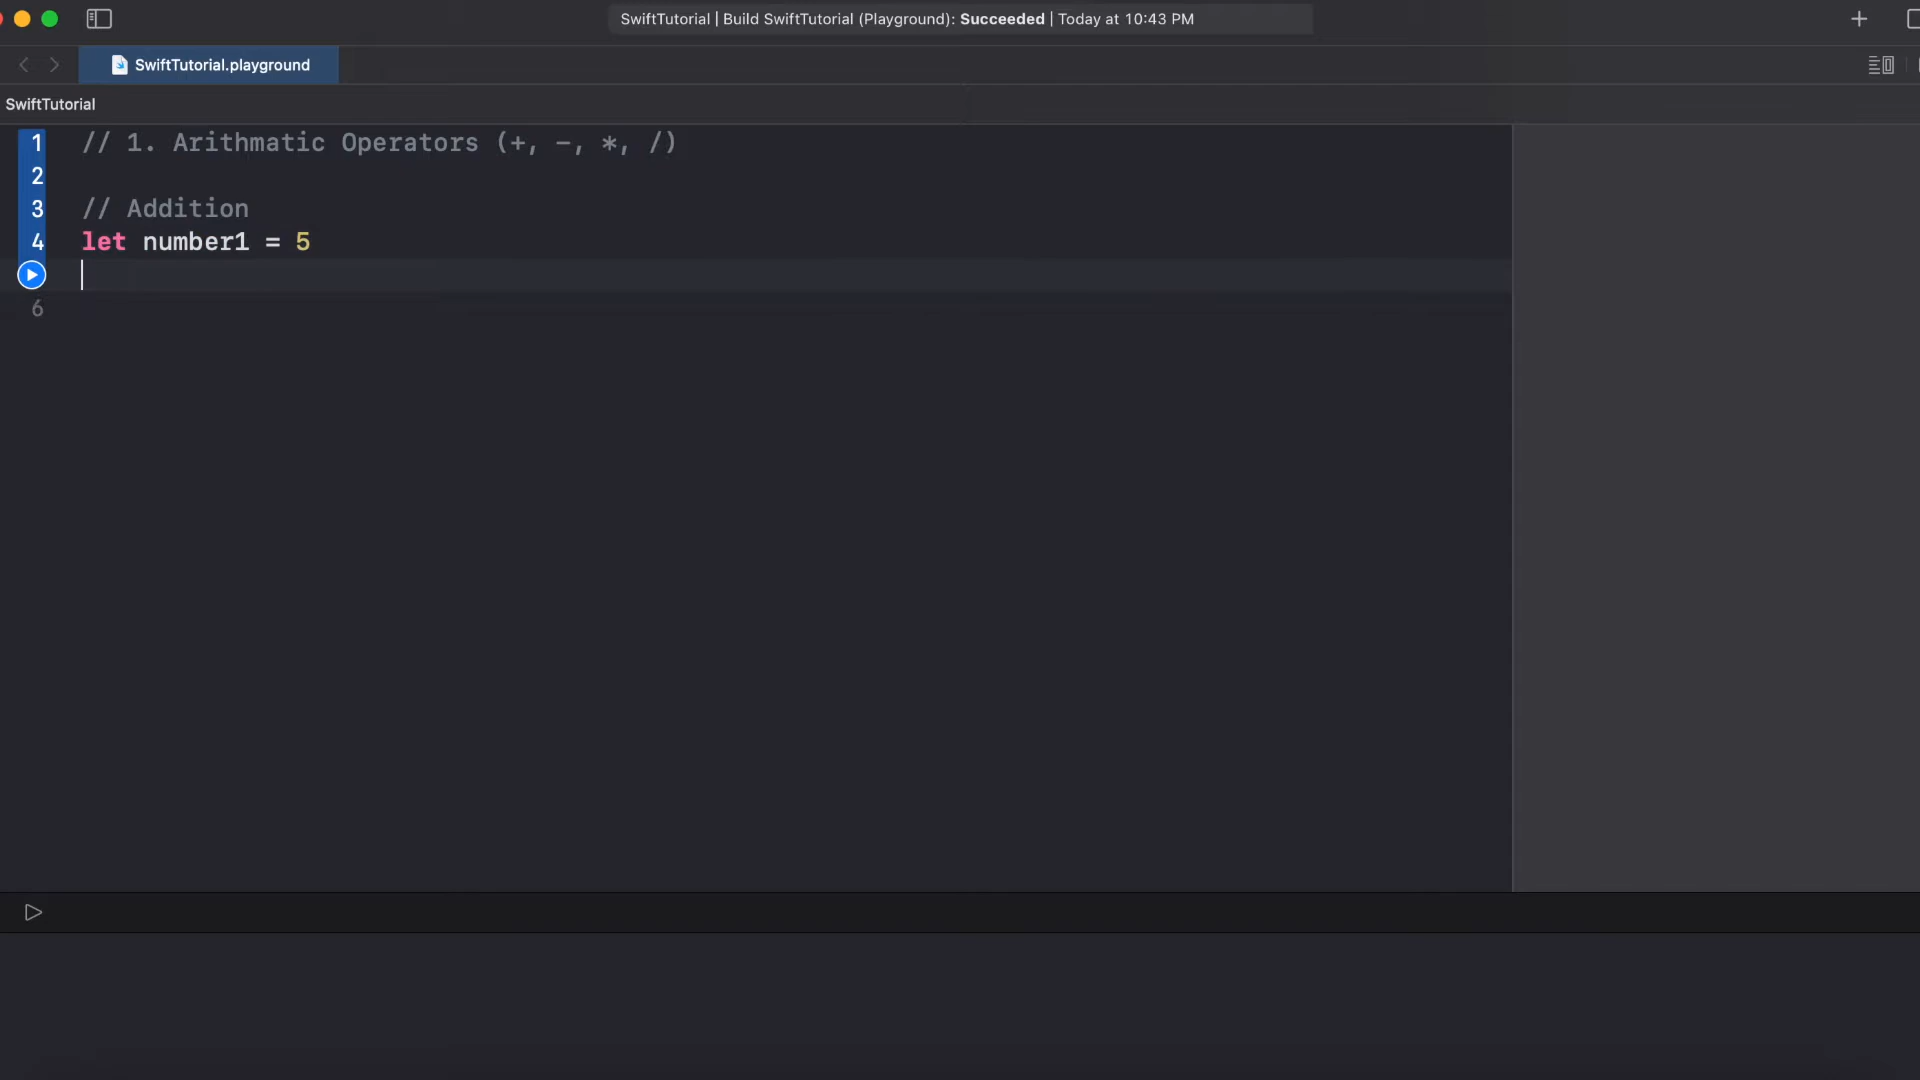 SwiftTutorial | Build SwiftTutorial (Playground): Succeeded | Today at 10:43 PM
SwiftTutorial.playground
SwiftTutorial
1 // 1. Arithmatic Operators (+, -, *, /)
2
3 // Addition
4 let number1 = 5
6